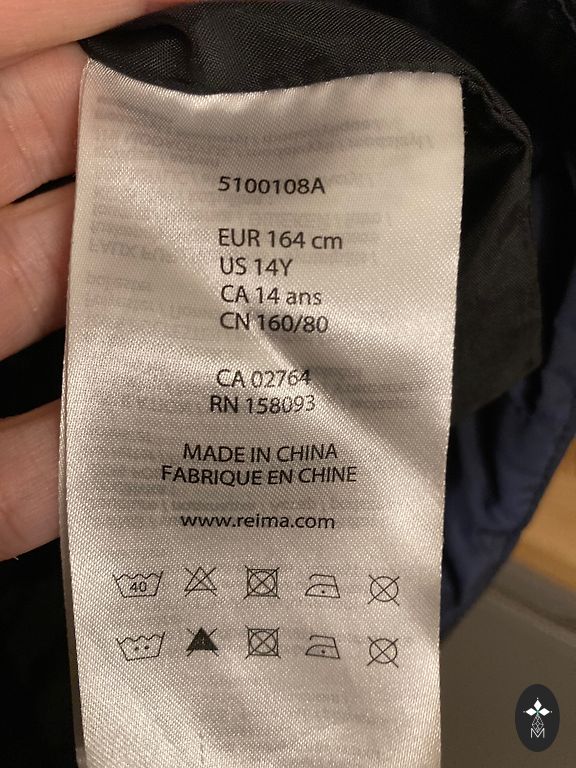 5100108A
EUR 164 cm
US 14Y
CA 14 ans
CN 160/80
CA 02764
RN 158093
MADE IN CHINA
FABRIQUE EN CHINE
www.reima.com
40
M